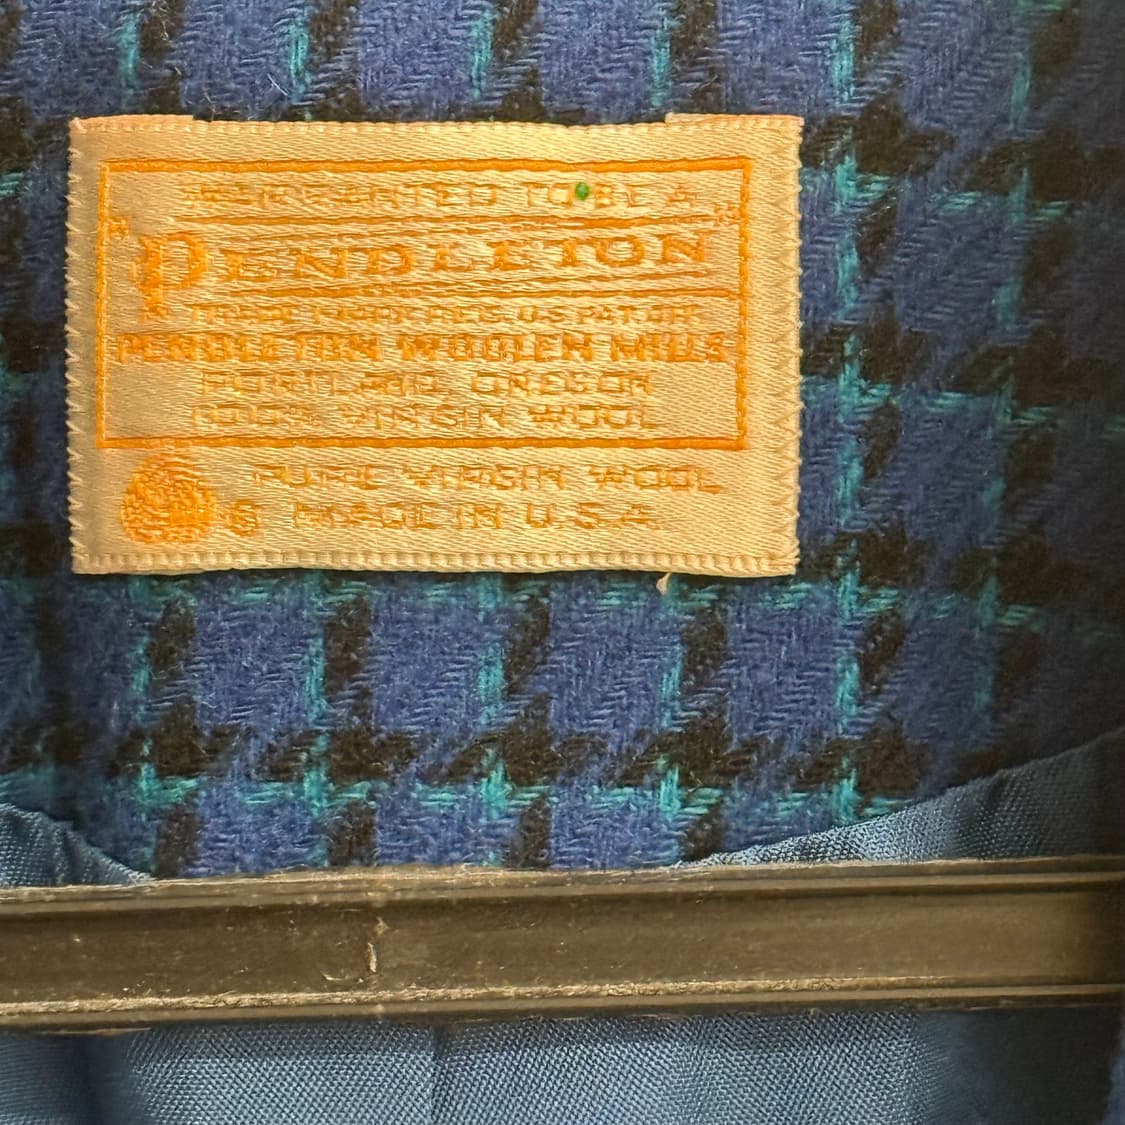 WARRANTED TO BE A
"PENDLETON"
TRADE MARK REG. U.S. PAT. OFF.
PENDLETON WOOLEN MILLS
PORTLAND, OREGON
100% VIRGIN WOOL
PURE VIRGIN WOOL
® MADE IN U.S.A.